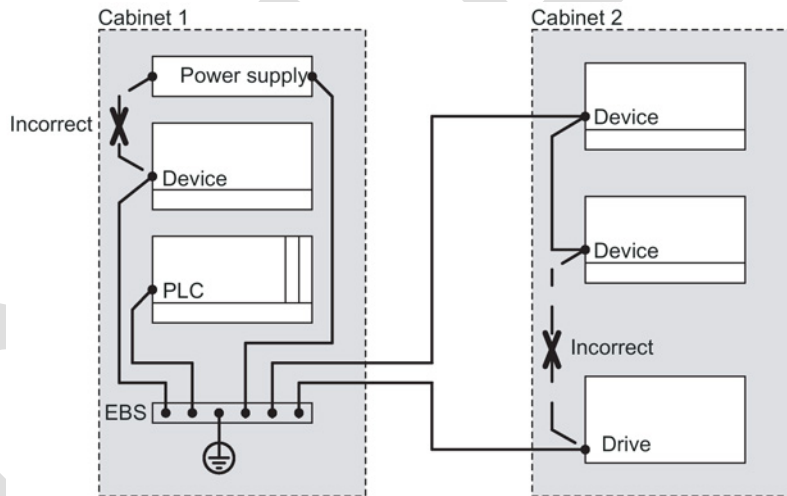 Cabinet 1
Power supply
Incorrect
Device
PLC
EBS
Cabinet 2
Device
Device
Incorrect
Drive